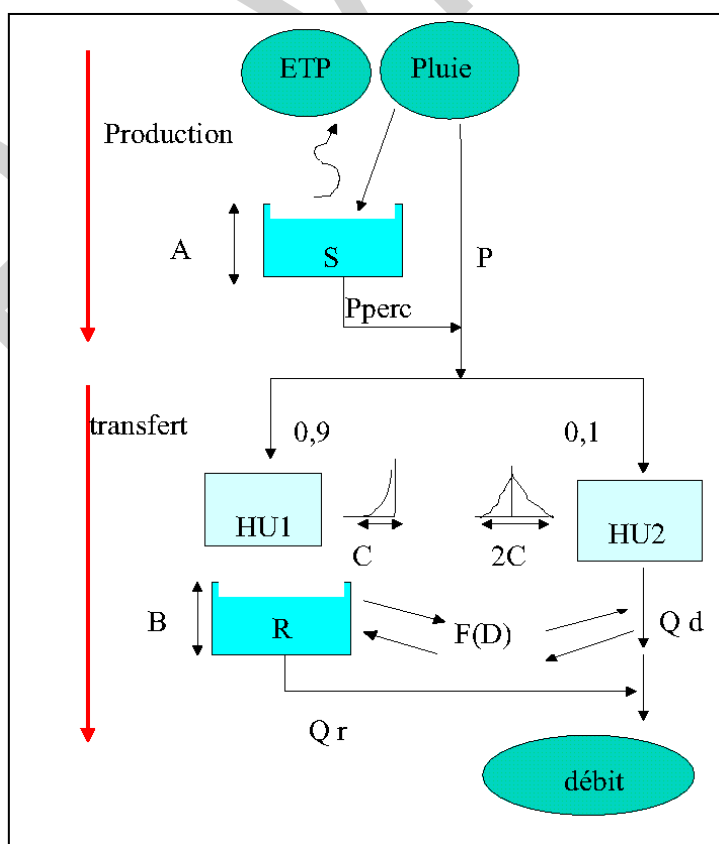 ETP
Pluie
Production
A
S
P
Pperc
transfert
0,9
0,1
HU1
HU2
C
2C
B
R
F(D)
Q d
Q r
débit